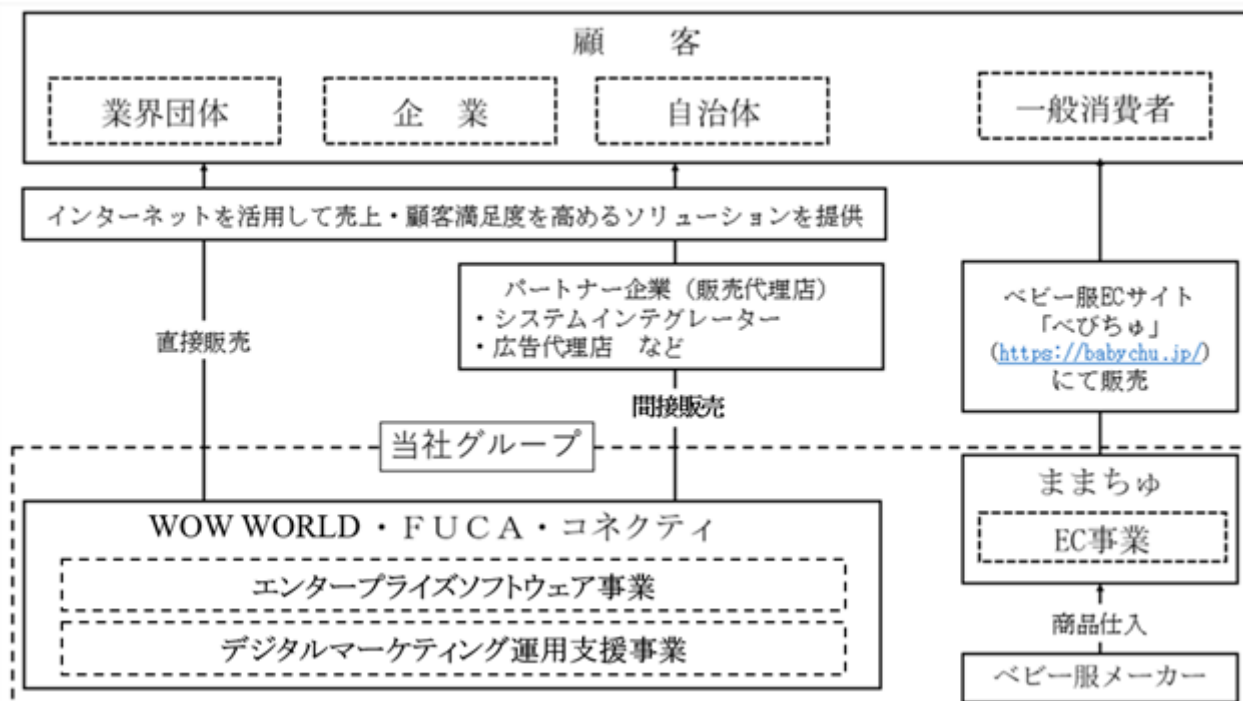 顧　客
業界団体
企　業
自治体
一般消費者
インターネットを活用して売上・顧客満足度を高めるソリューションを提供
パートナー企業（販売代理店）
・システムインテグレーター
・広告代理店　など
ベビー服ECサイト
「べびちゅ」
(https://babychu.jp/)
にて販売
直接販売
間接販売
当社グループ
WOW WORLD・ＦＵＣＡ・コネクティ
エンタープライズソフトウェア事業
デジタルマーケティング運用支援事業
ままちゅ
EC事業
商品仕入
ベビー服メーカー